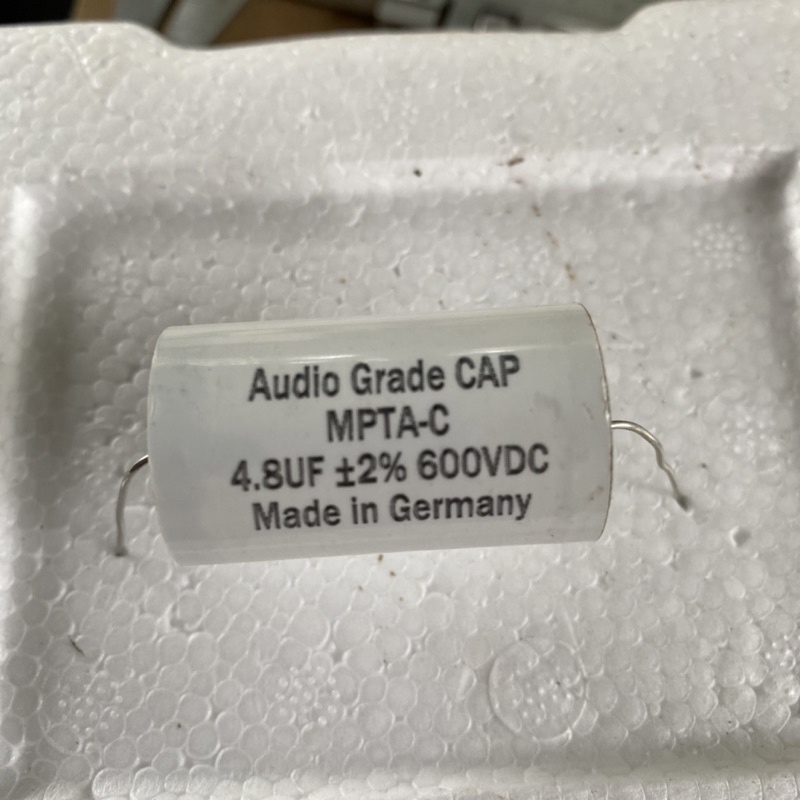 Audio Grade CAP
MPTA-C
4.8UF ±2% 600VDC
Made in Germany